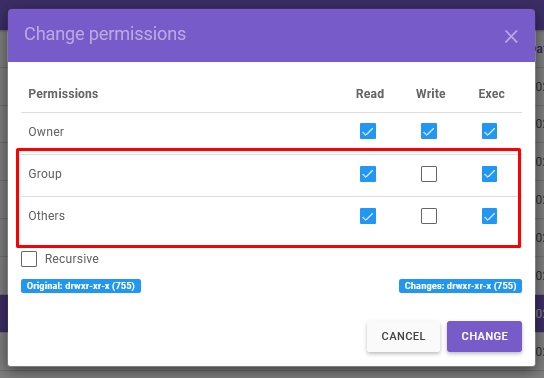 Change permissions
Permissions Read Write Exec
Owner
Group
Others
Recursive
Original: drwxr-xr-x (755) Changes: drwxr-xr-x (755)
CANCEL CHANGE